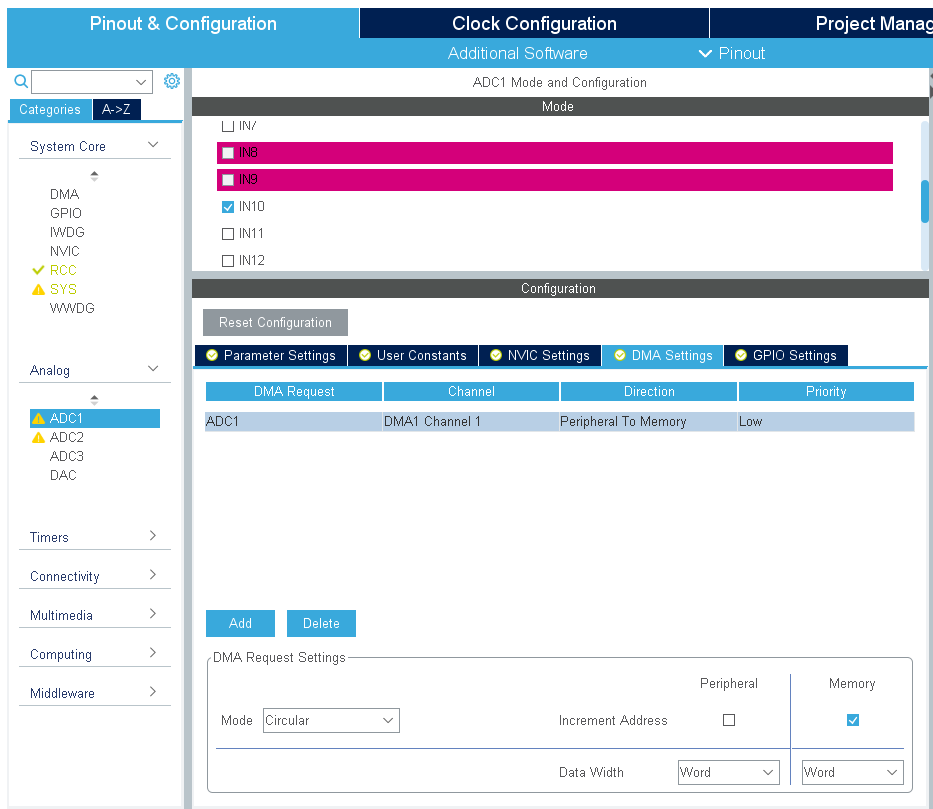 Pinout & Configuration
Clock Configuration
Project Manag
Additional Software
Pinout
Categories
A->Z
System Core
DMA
GPIO
IWDG
NVIC
RCC
SYS
WWDG
Analog
ADC1
ADC2
ADC3
DAC
Timers
Connectivity
Multimedia
Computing
Middleware
ADC1 Mode and Configuration
Mode
IN7
IN8
IN9
IN10
IN11
IN12
Configuration
Reset Configuration
Parameter Settings
User Constants
NVIC Settings
DMA Settings
GPIO Settings
DMA Request Channel Direction Priority
ADC1 DMA1 Channel 1 Peripheral To Memory Low
Add
Delete
DMA Request Settings
Peripheral Memory
Mode Circular Increment Address
Data Width Word Word